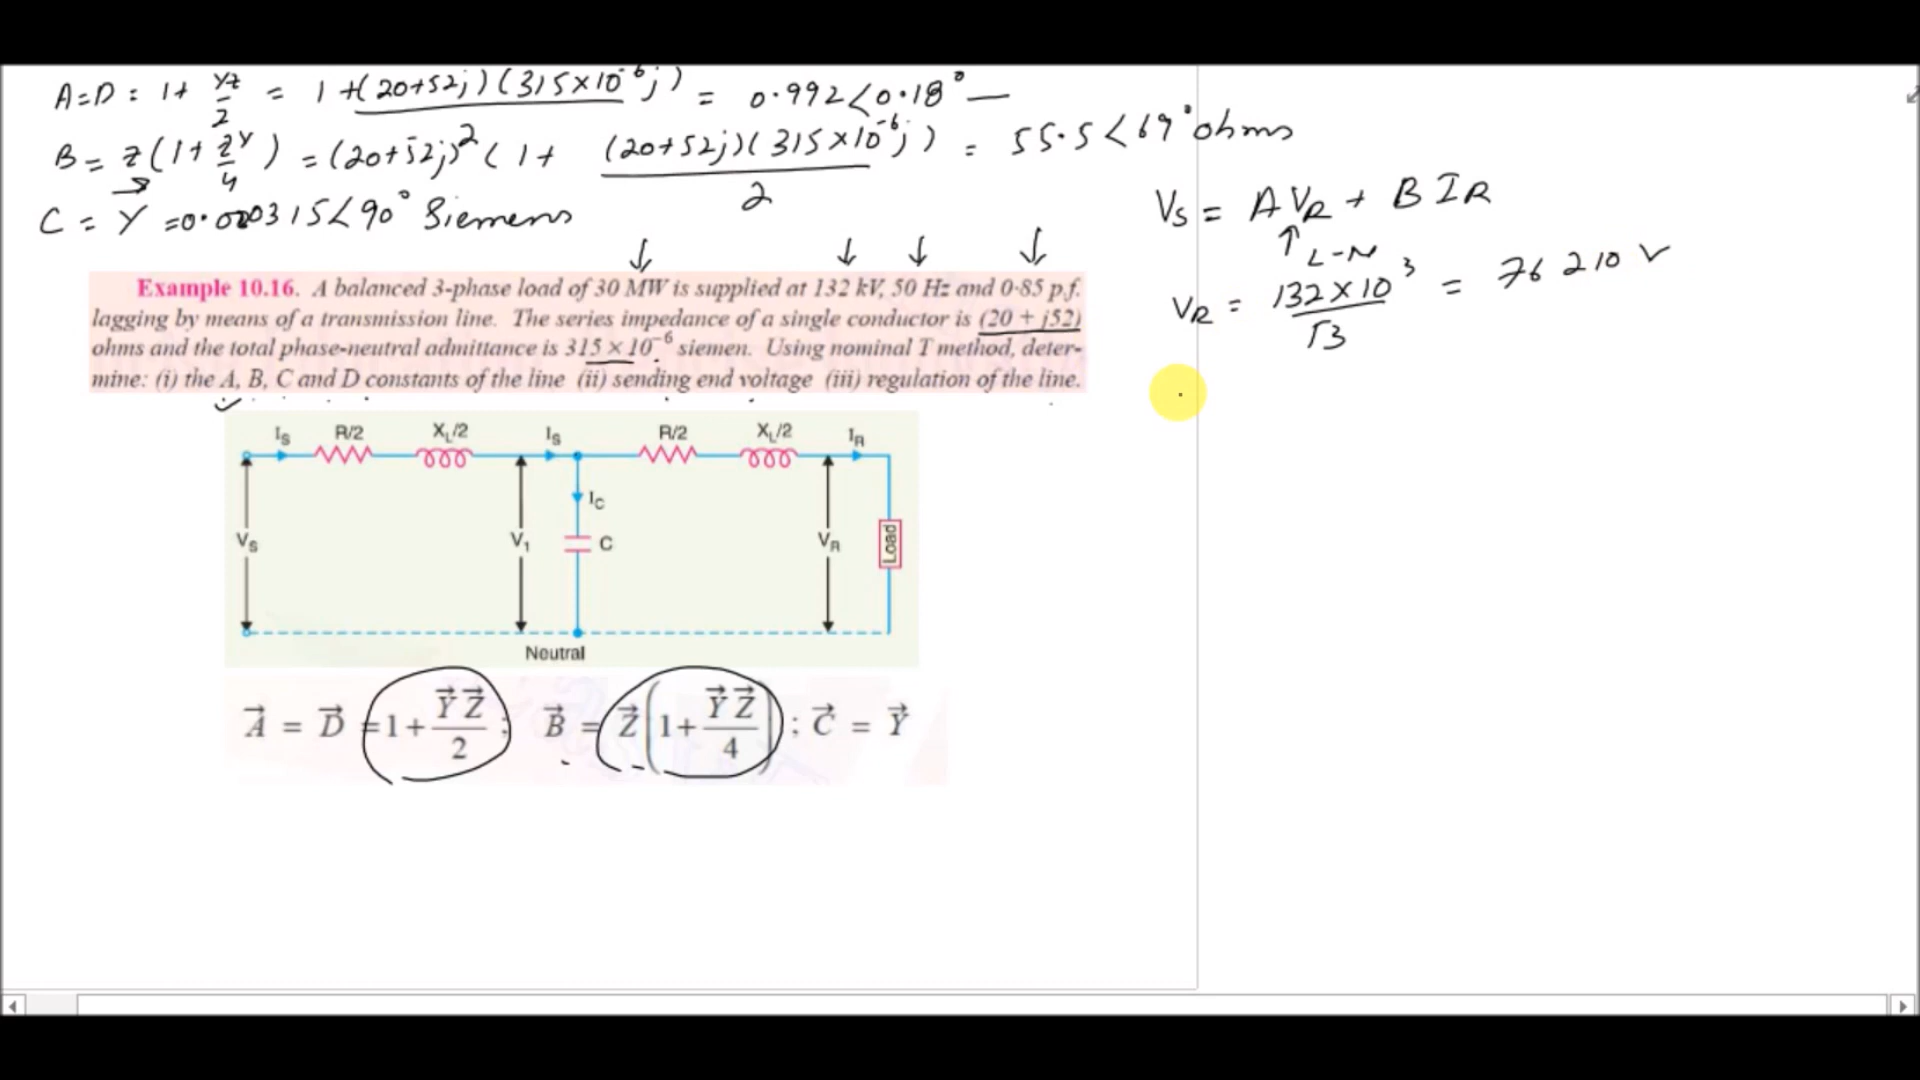 A=D = 1 + YZ/2 = 1 + (20+52j)(315×10⁻⁶j) = 0.992<0.18° —
B = Z(1 + ZY/4) = (20+52j)² (1 + (20+52j)(315×10⁻⁶j)/2 = 55.5<69° ohms
C = Y = 0.000315<90° Siemens
Vs = AVR + BIR
L-N
VR = 132×10³/√3 = 76210 V
Example 10.16. A balanced 3-phase load of 30 MW is supplied at 132 kV, 50 Hz and 0·85 p.f.
lagging by means of a transmission line. The series impedance of a single conductor is (20 + j52)
ohms and the total phase-neutral admittance is 315 × 10⁻⁶ siemen. Using nominal T method, deter-
mine: (i) the A, B, C and D constants of the line (ii) sending end voltage (iii) regulation of the line.
IS R/2 XL/2 IS R/2 XL/2 IR
IC
VS V1 C VR Load
Neutral
A⃗ = D⃗ = 1 + Y⃗ Z⃗/2 ; B⃗ = Z⃗(1 + Y⃗ Z⃗/4) ; C⃗ = Y⃗